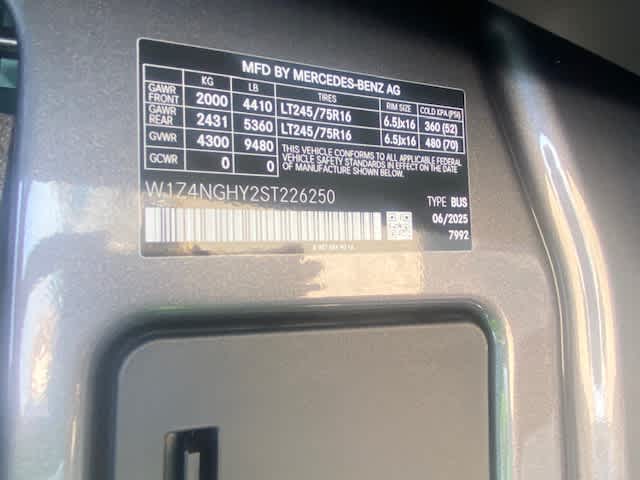 MFD BY MERCEDES-BENZ AG
KG LB TIRES RIM SIZE COLD KPA (PSI)
GAWR FRONT 2000 4410 LT245/75R16 6.5Jx16 360 (52)
GAWR REAR 2431 5360 LT245/75R16 6.5Jx16 480 (70)
GVWR 4300 9480
GCWR 0 0
THIS VEHICLE CONFORMS TO ALL APPLICABLE FEDERAL MOTOR
VEHICLE SAFETY STANDARDS IN EFFECT ON THE DATE
OF MANUFACTURE SHOWN ABOVE.
W1Z4NGHY2ST226250
TYPE BUS
06/2025
7992